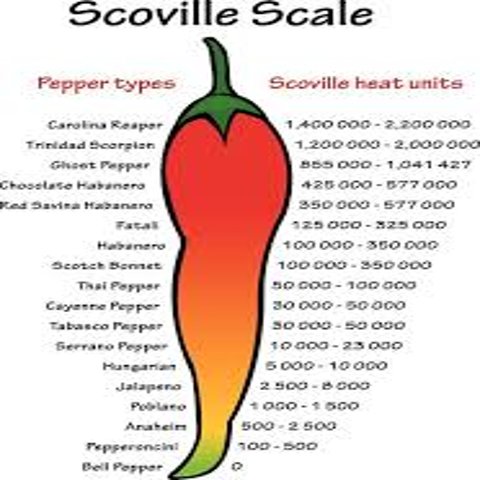 Scoville Scale
Pepper types Scoville heat units
Carolina Reaper 1,400 000 - 2,200 000
Trinidad Scorpion 1,200 000 - 2,000 000
Ghost Pepper 855 000 - 1,041 427
Chocolate Habanero 425 000 - 577 000
Red Savina Habanero 350 000 - 577 000
Fatali 125 000 - 325 000
Habanero 100 000 - 350 000
Scotch Bonnet 100 000 - 350 000
Thai Pepper 50 000 - 100 000
Cayenne Pepper 30 000 - 50 000
Tabasco Pepper 30 000 - 50 000
Serrano Pepper 10 000 - 23 000
Hungarian 5 000 - 10 000
Jalapeno 2 500 - 8 000
Poblano 1 000 - 1 500
Anaheim 500 - 2 500
Pepperoncini 100 - 500
Bell Pepper 0